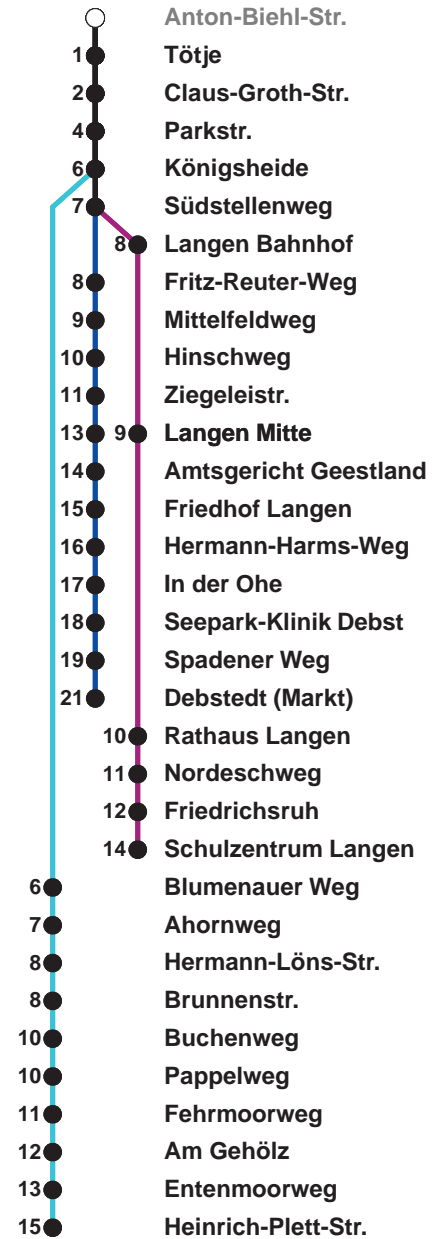 Anton-Biehl-Str.
1 Tötje
2 Claus-Groth-Str.
4 Parkstr.
6 Königsheide
7 Südstellenweg
8 Langen Bahnhof
8 Fritz-Reuter-Weg
9 Mittelfeldweg
10 Hinschweg
11 Ziegeleistr.
13 9 Langen Mitte
14 Amtsgericht Geestland
15 Friedhof Langen
16 Hermann-Harms-Weg
17 In der Ohe
18 Seepark-Klinik Debst
19 Spadener Weg
21 Debstedt (Markt)
10 Rathaus Langen
11 Nordeschweg
12 Friedrichsruh
14 Schulzentrum Langen
6 Blumenauer Weg
7 Ahornweg
8 Hermann-Löns-Str.
8 Brunnenstr.
10 Buchenweg
10 Pappelweg
11 Fehrmoorweg
12 Am Gehölz
13 Entenmoorweg
15 Heinrich-Plett-Str.